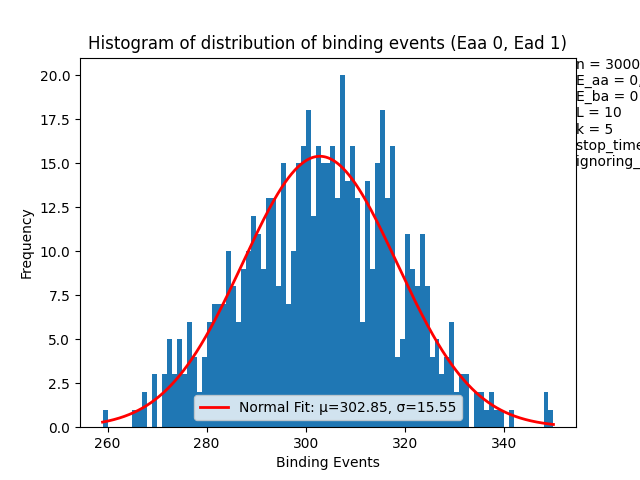 Histogram of distribution of binding events (Eaa 0, Ead 1)
n = 3000
E_aa = 0,
E_ba = 0
L = 10
k = 5
stop_time
ignoring_
20.0
17.5
15.0
12.5
10.0
7.5
5.0
2.5
0.0
Frequency
Normal Fit: μ=302.85, σ=15.55
260 280 300 320 340
Binding Events